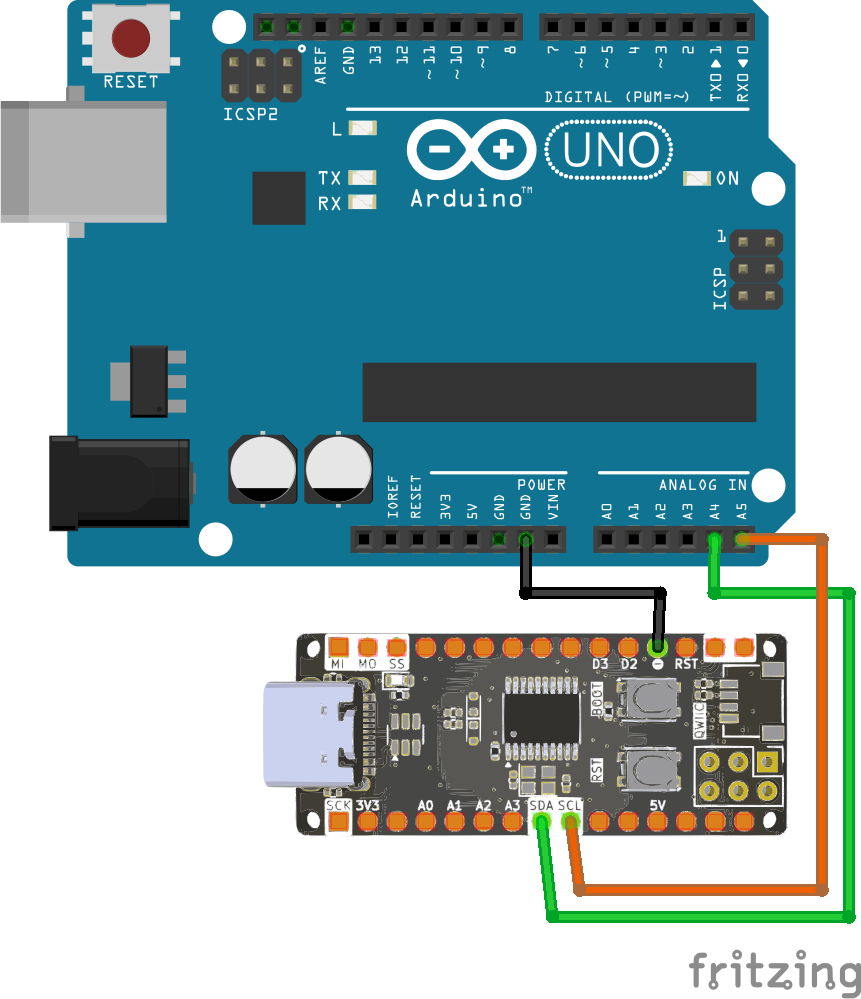 RESET
AREF
GND
13
12
~11
~10
~9
8
7
~6
~5
4
~3
2
TX0▶1
RX0◀0
ICSP2
DIGITAL (PWM=~)
L
TX
RX
UNO
Arduino™
ON
1
ICSP
POWER
ANALOG IN
IOREF
RESET
3V3
5V
GND
GND
VIN
A0
A1
A2
A3
A4
A5
MI
MO
SS
D3
D2
RST
BOOT
QWIIC
RST
SCK
3V3
A0
A1
A2
A3
SDA
SCL
5V
fritzing